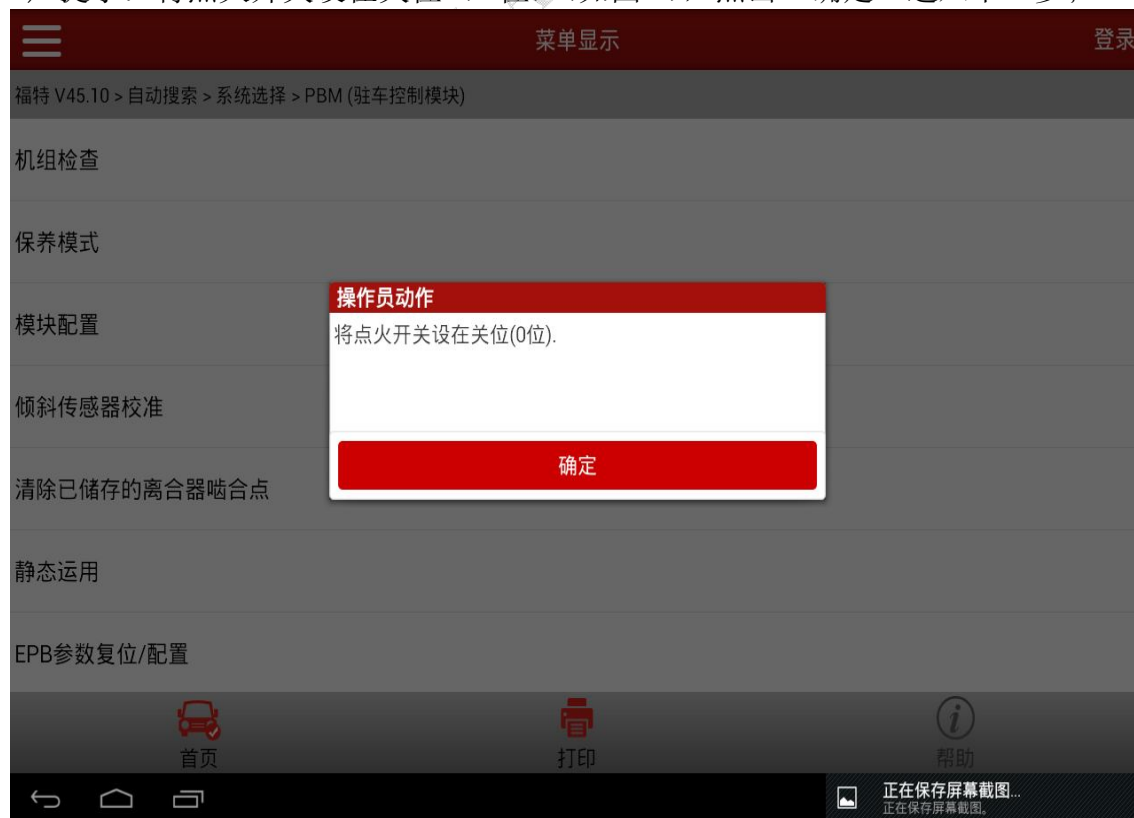 菜单显示
登录
福特 V45.10 > 自动搜索 > 系统选择 > PBM (驻车控制模块)
机组检查
保养模式
操作员动作
模块配置
将点火开关设在关位(0位).
倾斜传感器校准
确定
清除已储存的离合器啮合点
静态运用
EPB参数复位/配置
首页
打印
帮助
正在保存屏幕截图...
正在保存屏幕截图。